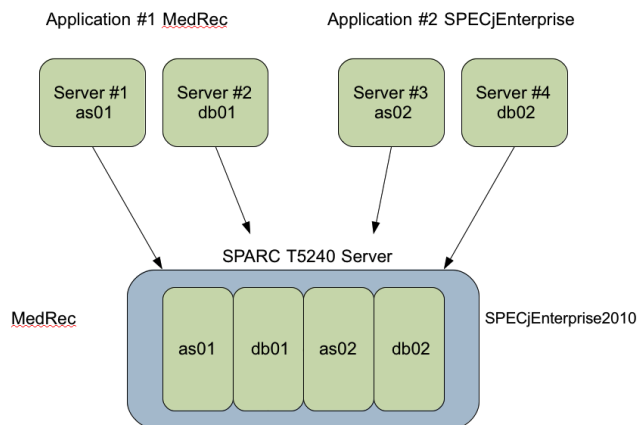 Application #1 MedRec
Application #2 SPECjEnterprise
Server #1
as01
Server #2
db01
Server #3
as02
Server #4
db02
SPARC T5240 Server
MedRec
as01
db01
as02
db02
SPECjEnterprise2010